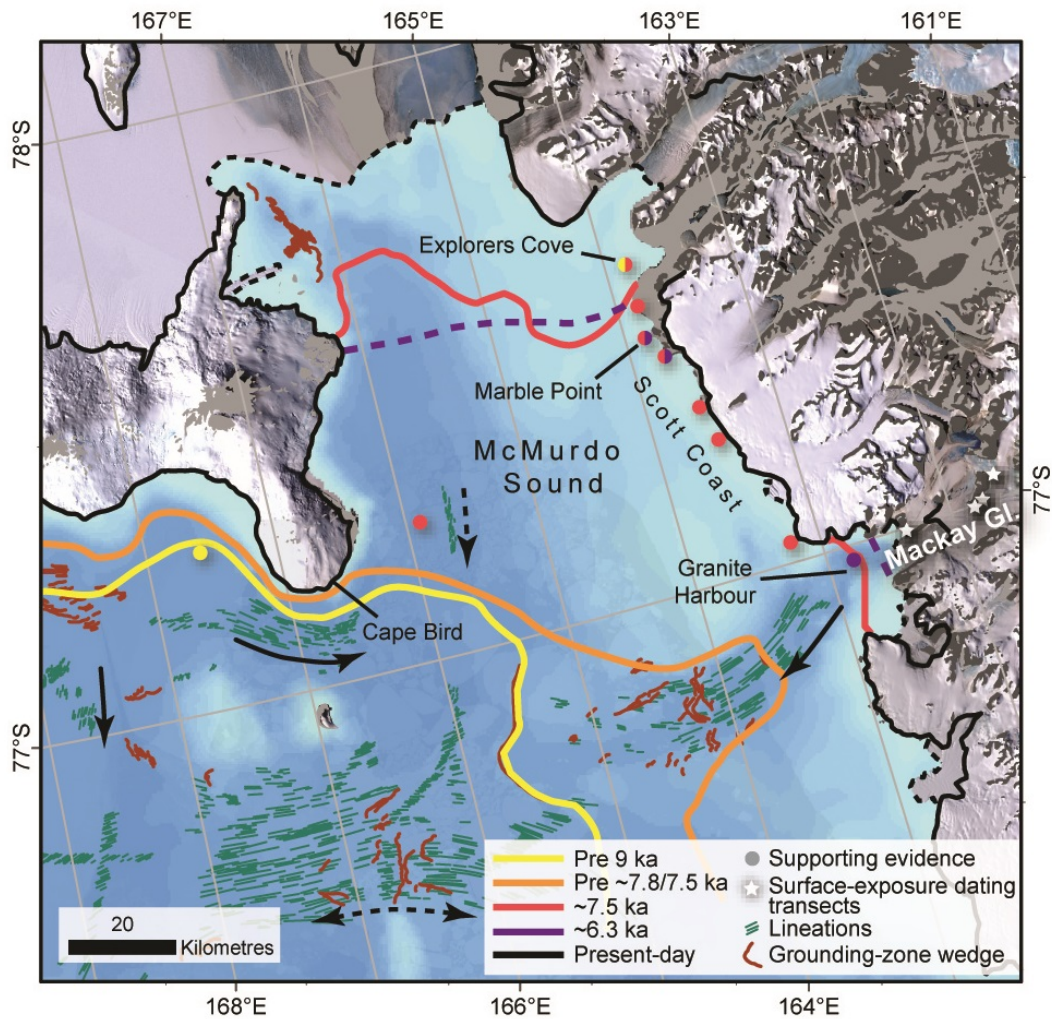 167°E
165°E
163°E
161°E
78°S
Explorers Cove
Marble Point
Scott Coast
McMurdo
Sound
77°S
Mackay Gl.
Granite
Harbour
Cape Bird
77°S
Pre 9 ka
Pre ~7.8/7.5 ka
~7.5 ka
~6.3 ka
Present-day
Supporting evidence
Surface-exposure dating
transects
Lineations
Grounding-zone wedge
20
Kilometres
168°E
166°E
164°E